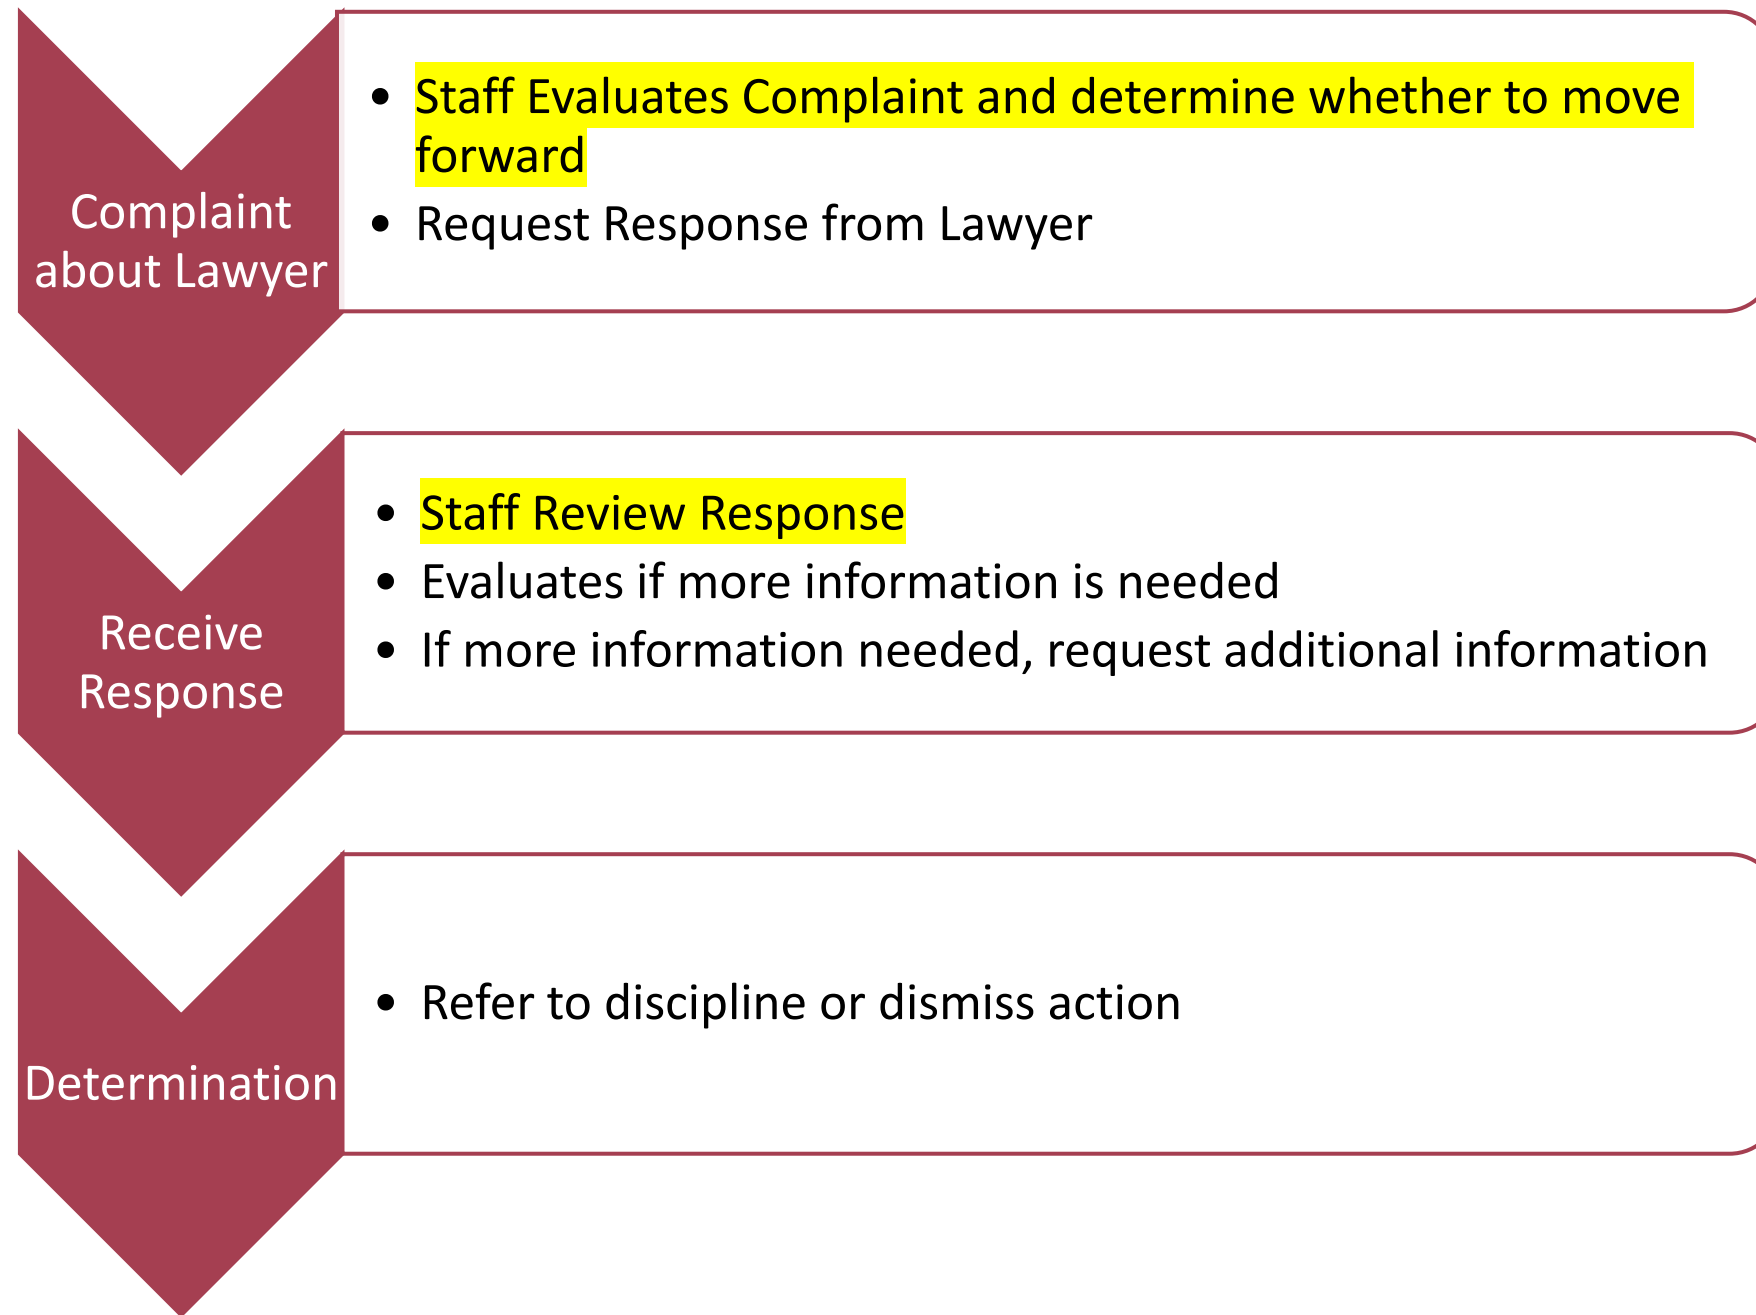 Complaint
about Lawyer
• Staff Evaluates Complaint and determine whether to move
forward
• Request Response from Lawyer
Receive
Response
• Staff Review Response
• Evaluates if more information is needed
• If more information needed, request additional information
Determination
• Refer to discipline or dismiss action